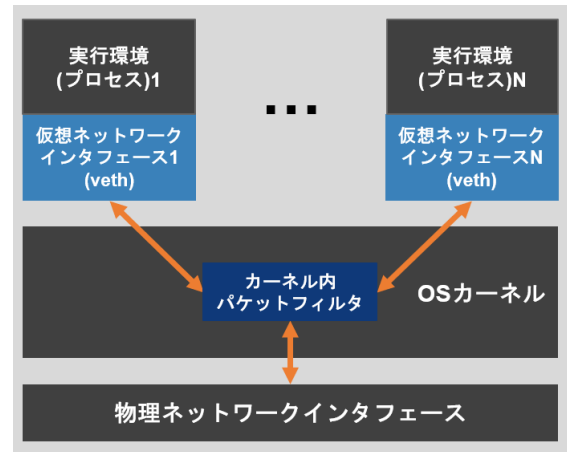 実行環境
(プロセス)1
...
実行環境
(プロセス)N
仮想ネットワーク
インタフェース1
(veth)
仮想ネットワーク
インタフェースN
(veth)
カーネル内
パケットフィルタ
OSカーネル
物理ネットワークインタフェース